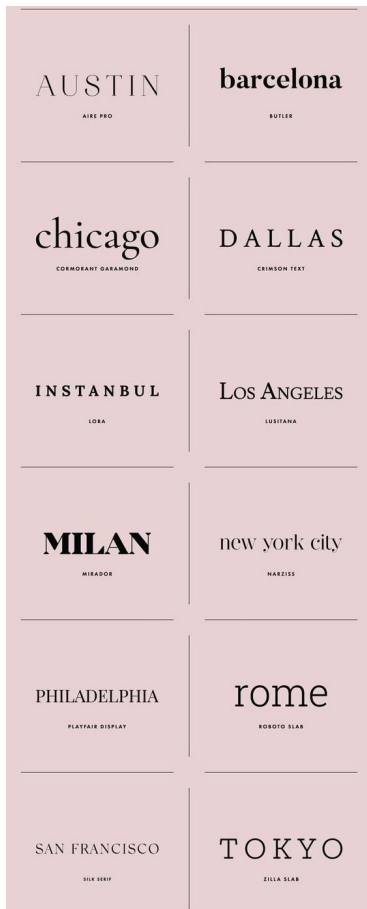 AUSTIN
AIRE PRO
barcelona
BUTLER
chicago
CORMORANT GARAMOND
DALLAS
CRIMSON TEXT
INSTANBUL
LORA
LOS ANGELES
LUSITANA
MILAN
MIRADOR
new york city
NARZISS
PHILADELPHIA
PLAYFAIR DISPLAY
rome
ROBOTO SLAB
SAN FRANCISCO
SILK SERIF
TOKYO
ZILLA SLAB